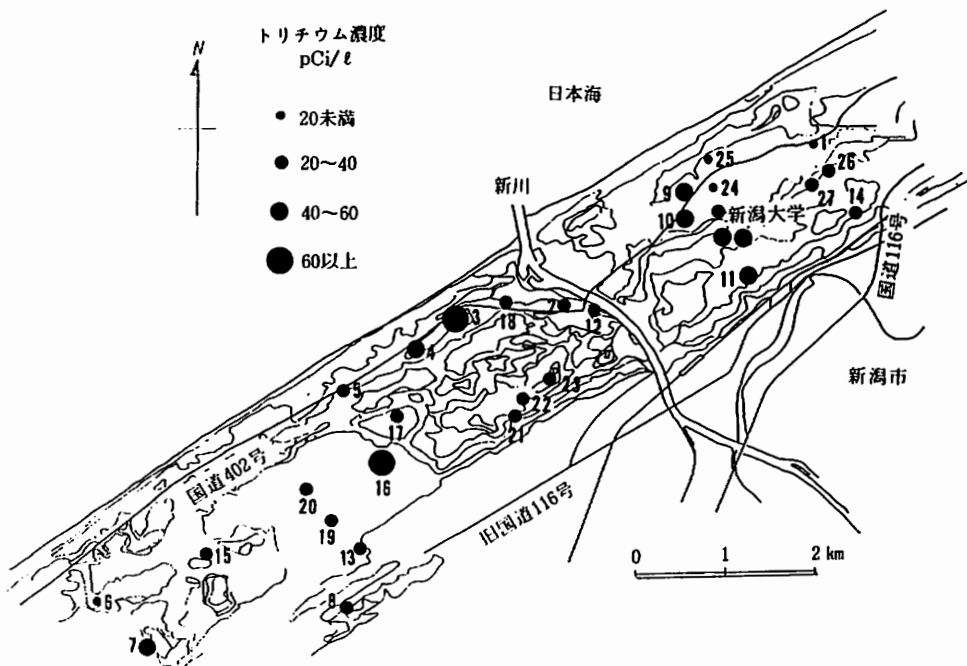 トリチウム濃度
pCi/ℓ
20未満
20〜40
40〜60
60以上
N
日本海
新川
新潟大学
国道116号
新潟市
国道402号
旧国道116号
0 1 2 km
1
25
26
9
24
27
14
10
11
3
18
2
12
4
5
23
22
17
21
16
20
19
13
15
6
8
7